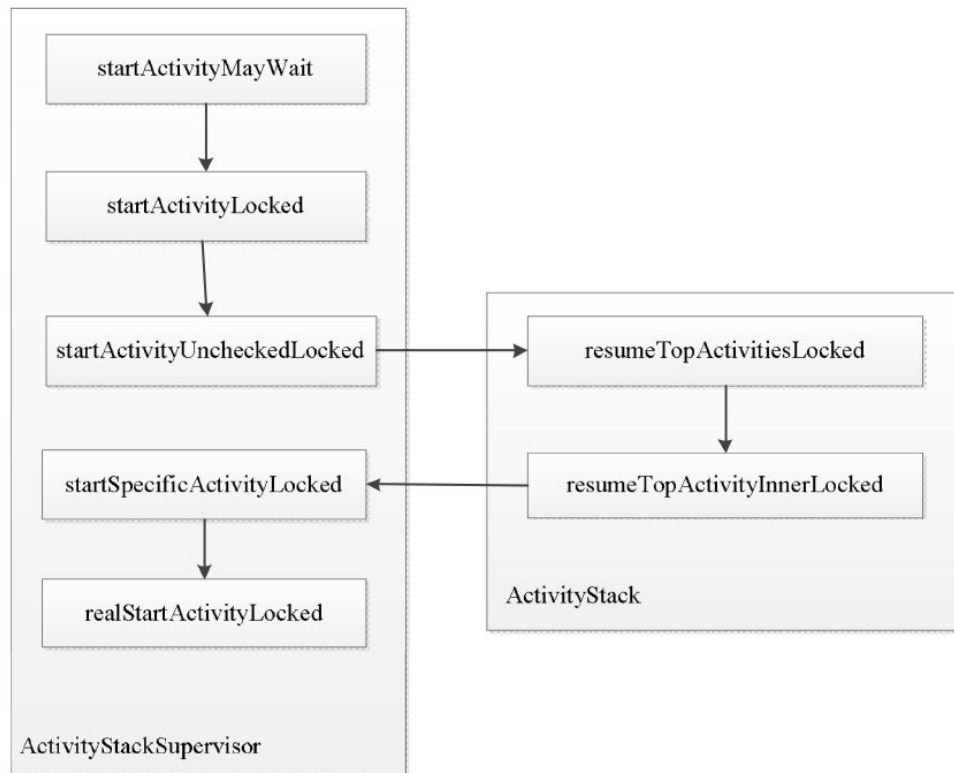 startActivityMayWait
startActivityLocked
startActivityUncheckedLocked
resumeTopActivitiesLocked
startSpecificActivityLocked
resumeTopActivityInnerLocked
realStartActivityLocked
ActivityStack
ActivityStackSupervisor